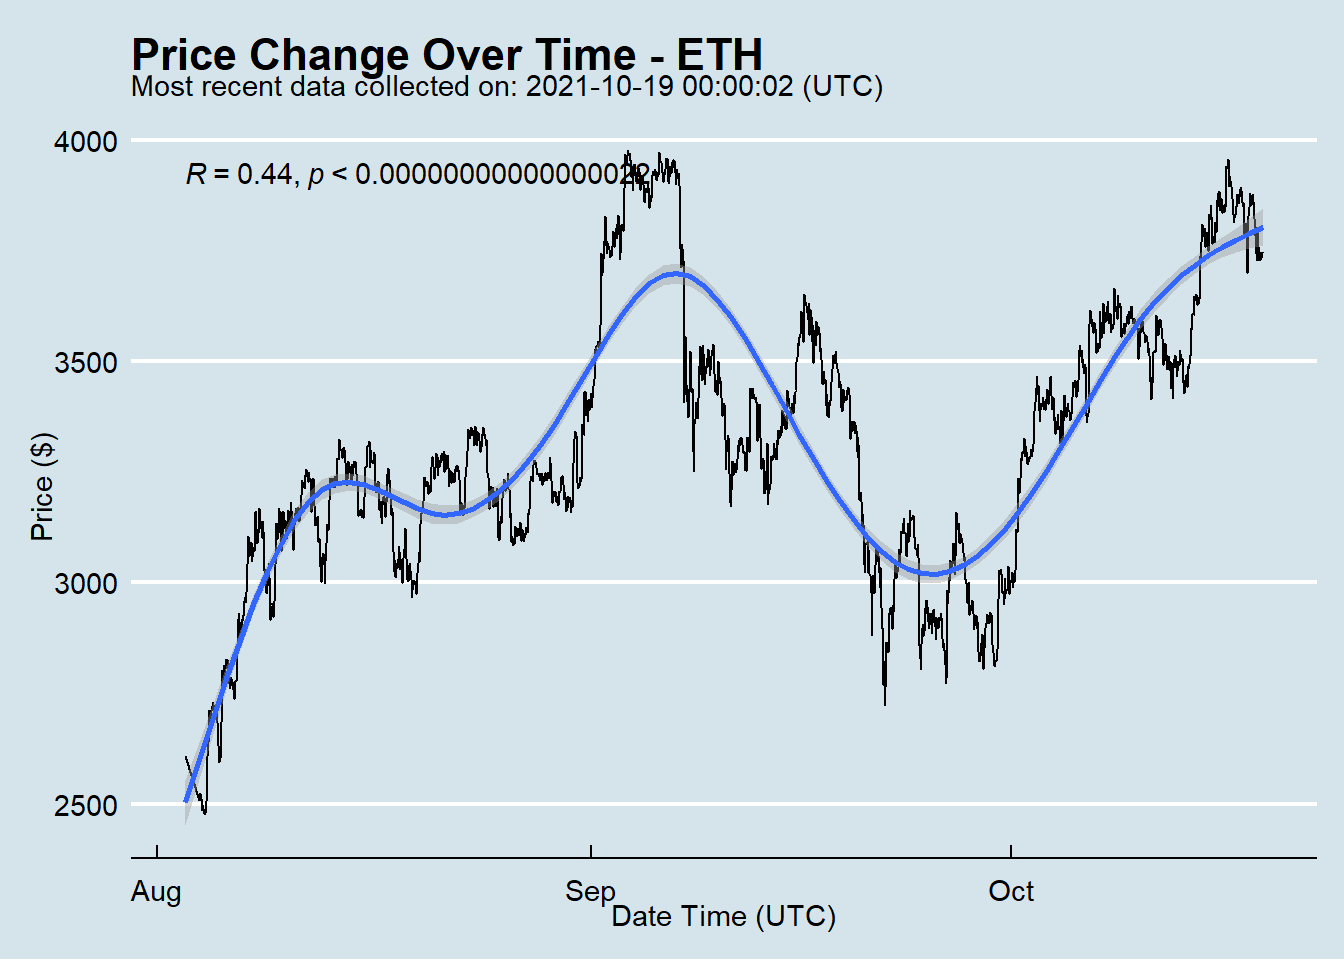 Price Change Over Time - ETH
Most recent data collected on: 2021-10-19 00:00:02 (UTC)
R = 0.44, p < 0.00000000000000022
4000
3500
3000
2500
Price ($)
Aug Sep Oct
Date Time (UTC)